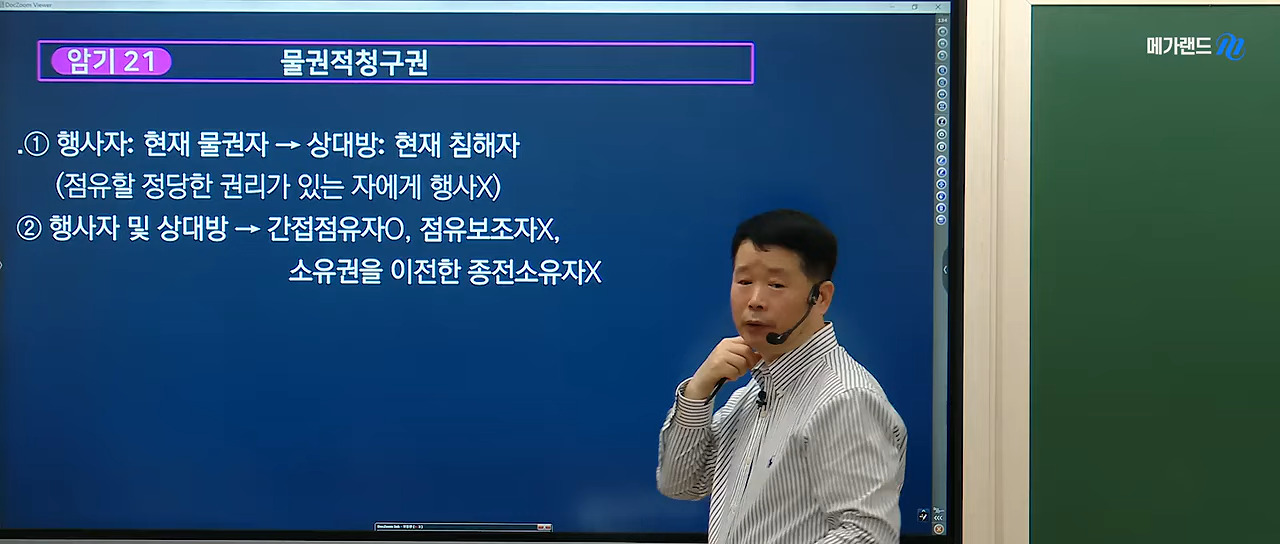 DocZoom Viewer
메가랜드
암기 21 물권적청구권
.① 행사자: 현재 물권자 → 상대방: 현재 침해자
(점유할 정당한 권리가 있는 자에게 행사X)
② 행사자 및 상대방 → 간접점유자O, 점유보조자X,
소유권을 이전한 종전소유자X